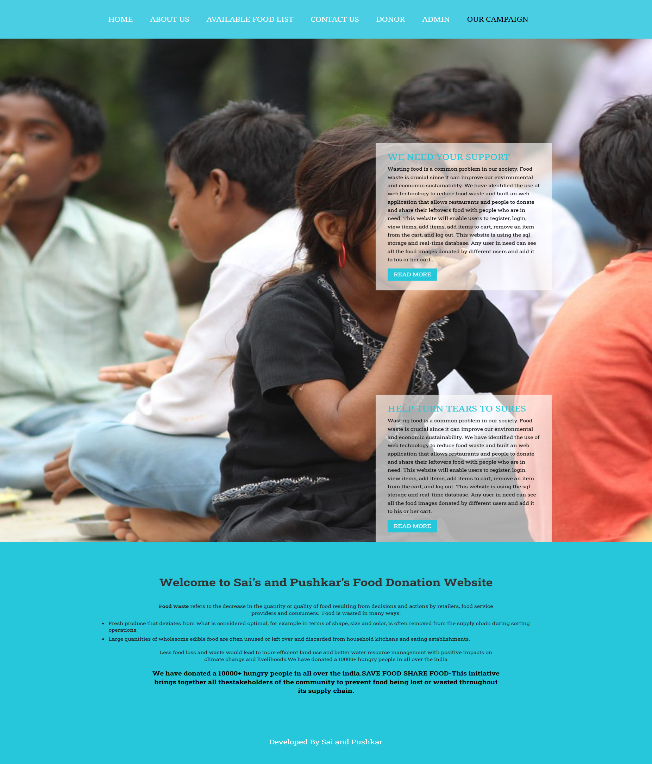 HOME ABOUT US AVAILABLE FOOD LIST CONTACT US DONOR ADMIN OUR CAMPAIGN
WE NEED YOUR SUPPORT
Wasting food is a common problem in our society. Food
waste is crucial since it can improve our environmental
and economic sustainability. We have identified the use of
web technology to reduce food waste and built an web
application that allows restaurants and people to donate
and share their leftovers food with people who are in
need. This website will enable users to register, login,
view items, add items, add items to cart, remove an item
from the cart, and log out. This website is using the sql
storage and real-time database. Any user in need can see
all the food images donated by different users and add it
to his or her cart.
READ MORE
HELP TURN TEARS TO SURES
Wasting food is a common problem in our society. Food
waste is crucial since it can improve our environmental
and economic sustainability. We have identified the use of
web technology to reduce food waste and built an web
application that allows restaurants and people to donate
and share their leftovers food with people who are in
need. This website will enable users to register, login,
view items, add items, add items to cart, remove an item
from the cart, and log out. This website is using the sql
storage and real-time database. Any user in need can see
all the food images donated by different users and add it
to his or her cart.
READ MORE
Welcome to Sai's and Pushkar's Food Donation Website
Food waste refers to the decrease in the quantity or quality of food resulting from decisions and actions by retailers, food service
providers and consumers. Food is wasted in many ways:
• Fresh produce that deviates from what is considered optimal, for example in terms of shape, size and color, is often removed from the supply chain during sorting
operations.
• Large quantities of wholesome edible food are often unused or left over and discarded from household kitchens and eating establishments.
Less food loss and waste would lead to more efficient land use and better water resource management with positive impacts on
climate change and livelihoods.We have donated a 10000+ hungry people in all over the india
We have donated a 10000+ hungry people in all over the india.SAVE FOOD SHARE FOOD-This initiative
brings together all thestakeholders of the community to prevent food being lost or wasted throughout
its supply chain.
Developed By Sai and Pushkar